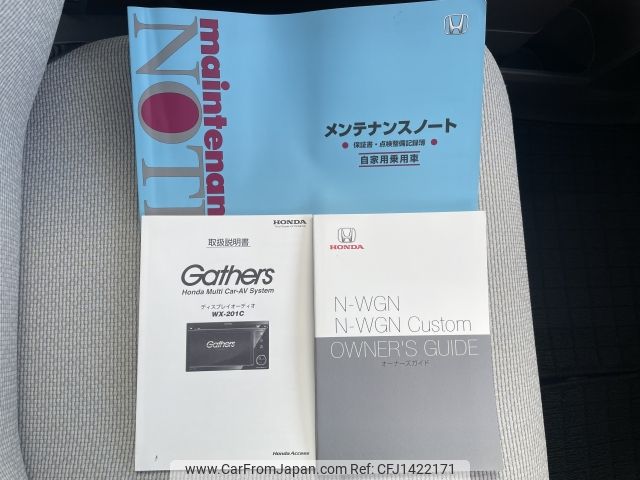 maintenan
NOT
メンテナンスノート
● 保証書・点検整備記録簿 ●
自家用乗用車
HONDA
取扱説明書
Gathers
Honda Multi Car-AV System
ディスプレイオーディオ
WX-201C
Gathers
Honda Access
HONDA
N-WGN
N-WGN Custom
OWNER'S GUIDE
オーナーズガイド
www.CarFromJapan.com - CFJ1422171